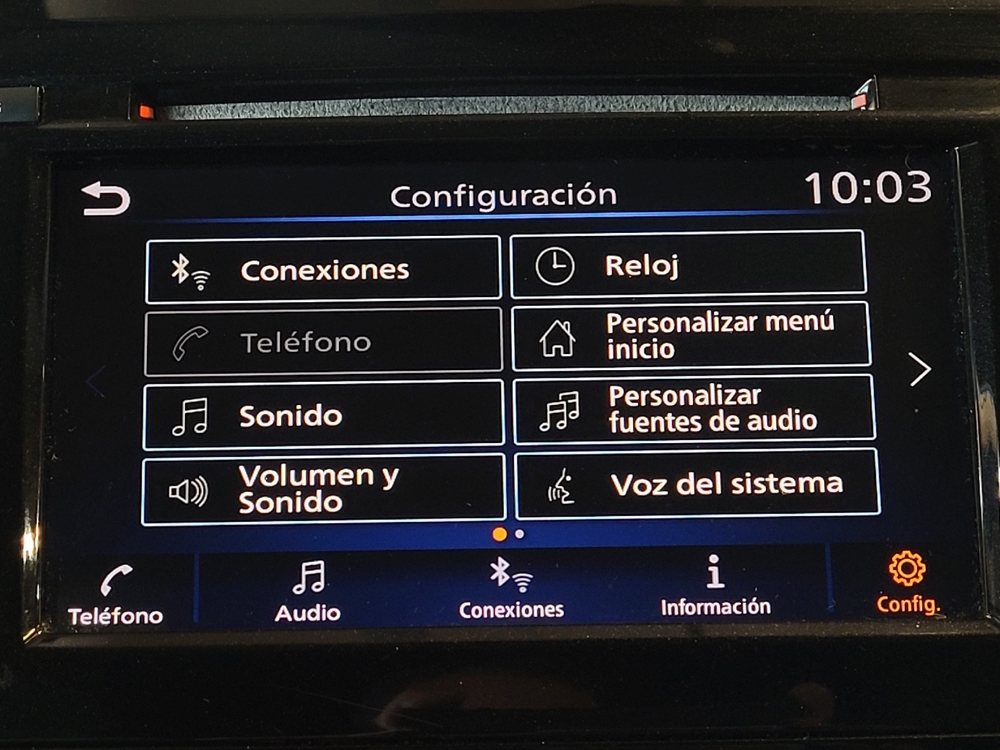 Configuración
10:03
Conexiones
Reloj
Teléfono
Personalizar menú
inicio
Sonido
Personalizar
fuentes de audio
Volumen y
Sonido
Voz del sistema
Teléfono
Audio
Conexiones
Información
Config.